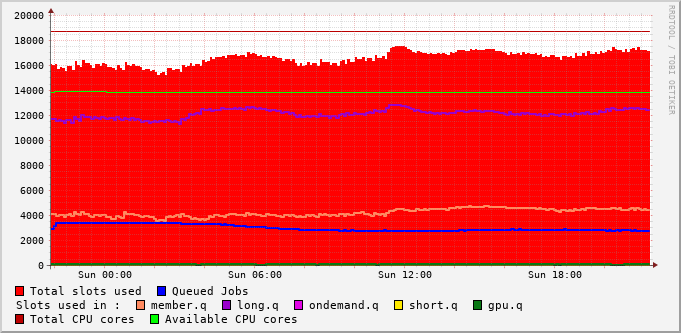 RRDTOOL / TOBI OETIKER
20000
18000
16000
14000
12000
10000
8000
6000
4000
2000
0
Sun 00:00 Sun 06:00 Sun 12:00 Sun 18:00
Total slots used Queued Jobs
Slots used in : member.q long.q ondemand.q short.q gpu.q
Total CPU cores Available CPU cores